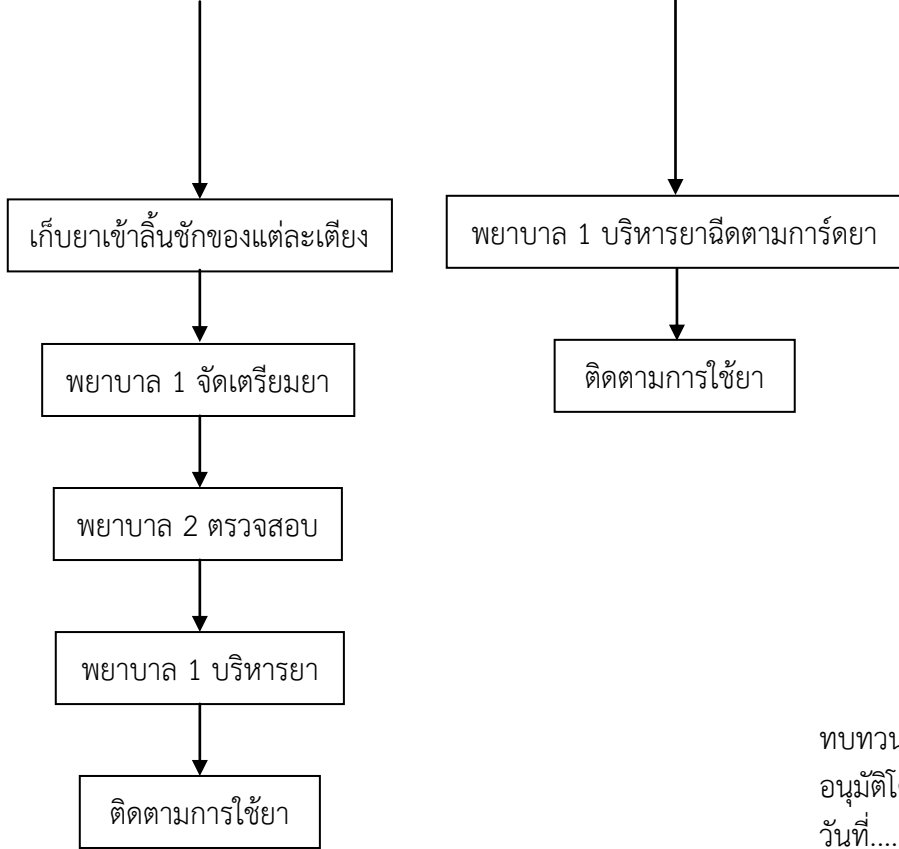 เก็บยาเข้าลิ้นชักของแต่ละเตียง
พยาบาล 1 จัดเตรียมยา
พยาบาล 2 ตรวจสอบ
พยาบาล 1 บริหารยา
ติดตามการใช้ยา
พยาบาล 1 บริหารยาฉีดตามการ์ดยา
ติดตามการใช้ยา
ทบทวน
วันที่....